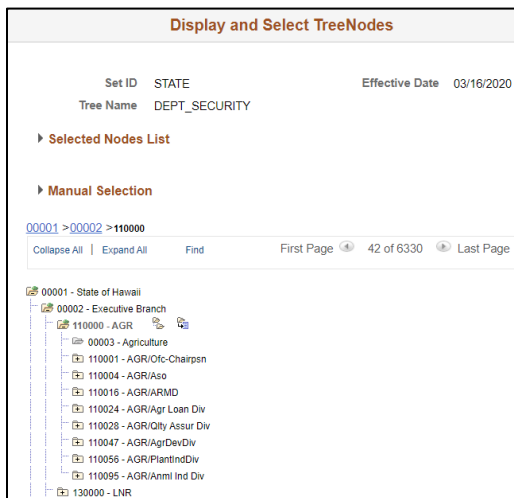 Display and Select TreeNodes
Set ID STATE Effective Date 03/16/2020
Tree Name DEPT_SECURITY
Selected Nodes List
Manual Selection
00001 >00002 >110000
Collapse All | Expand All Find First Page 42 of 6330 Last Page
00001 - State of Hawaii
00002 - Executive Branch
110000 - AGR
00003 - Agriculture
110001 - AGR/Ofc-Chairpsn
110004 - AGR/Aso
110016 - AGR/ARMD
110024 - AGR/Agr Loan Div
110028 - AGR/Qlty Assur Div
110047 - AGR/AgrDevDiv
110056 - AGR/PlantIndDiv
110095 - AGR/Anml Ind Div
130000 - LNR